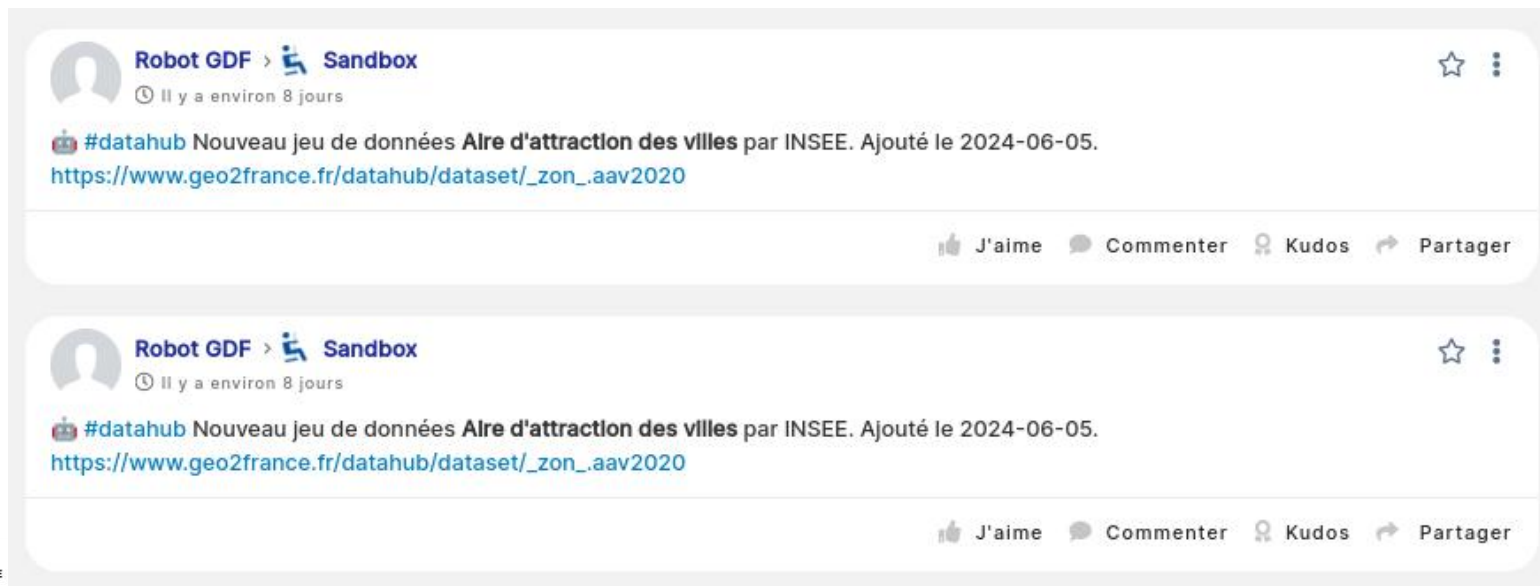 Robot GDF > Sandbox
Il y a environ 8 jours
🤖 #datahub Nouveau jeu de données Aire d'attraction des villes par INSEE. Ajouté le 2024-06-05.
https://www.geo2france.fr/datahub/dataset/_zon_.aav2020
J'aime Commenter Kudos Partager
Robot GDF > Sandbox
Il y a environ 8 jours
🤖 #datahub Nouveau jeu de données Aire d'attraction des villes par INSEE. Ajouté le 2024-06-05.
https://www.geo2france.fr/datahub/dataset/_zon_.aav2020
J'aime Commenter Kudos Partager